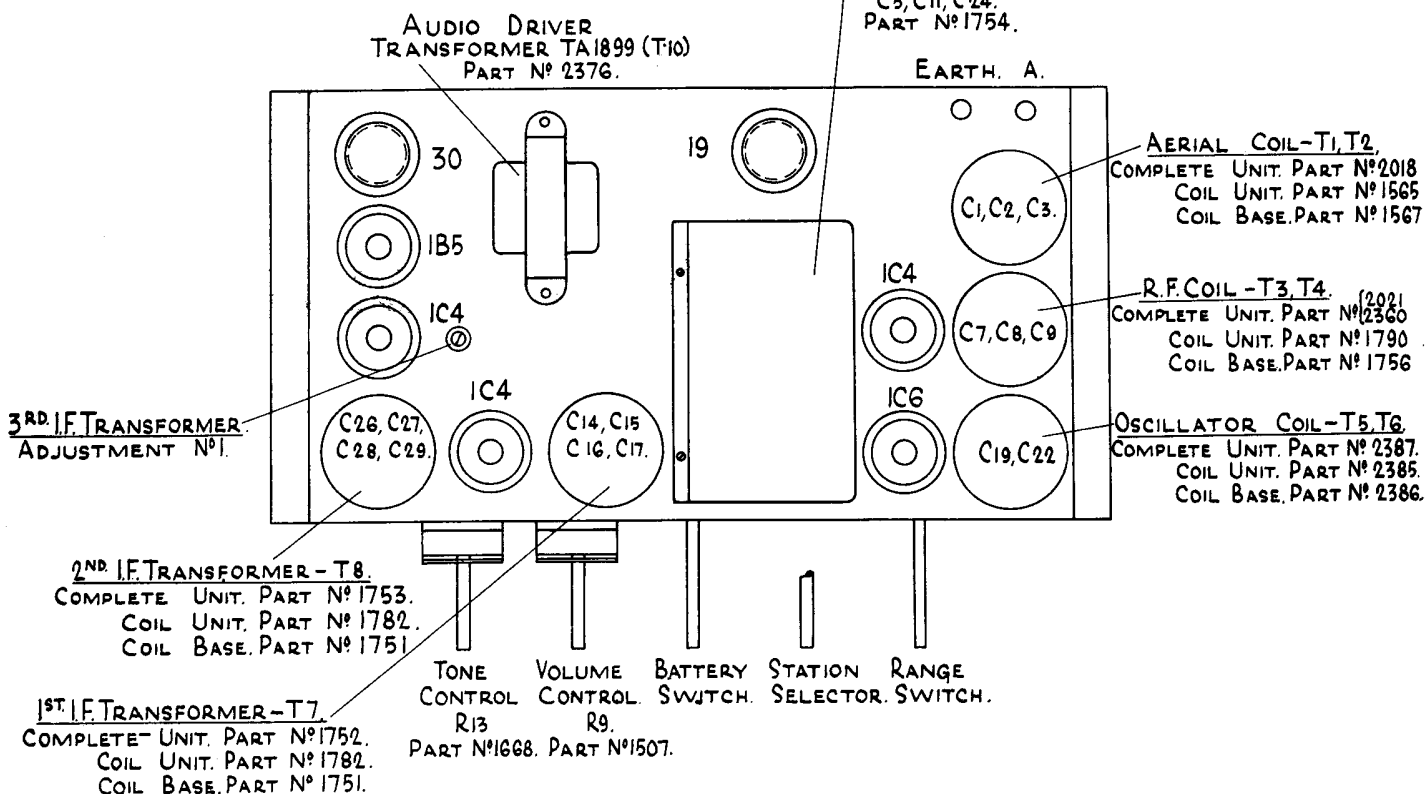 C5, C11, C24.
PART Nº 1754.
AUDIO DRIVER
TRANSFORMER TA1899 (T10)
PART Nº 2376.
EARTH. A.
30
19
1B5
1C4
1C4
1C4
1C6
C1, C2, C3.
C7, C8, C9
C19, C22
C26, C27,
C28, C29.
C14, C15
C16, C17.
AERIAL COIL-T1, T2,
COMPLETE UNIT. PART Nº 2018
COIL UNIT. PART Nº 1565
COIL BASE. PART Nº 1567
R.F. COIL-T3, T4.
COMPLETE UNIT. PART Nº {2021
2360
COIL UNIT. PART Nº 1790
COIL BASE. PART Nº 1756
OSCILLATOR COIL-T5, T6.
COMPLETE UNIT. PART Nº 2387.
COIL UNIT. PART Nº 2385.
COIL BASE. PART Nº 2386.
3RD. I.F. TRANSFORMER
ADJUSTMENT Nº 1.
2ND. I.F. TRANSFORMER-T8.
COMPLETE UNIT. PART Nº 1753.
COIL UNIT. PART Nº 1782.
COIL BASE. PART Nº 1751
1ST. I.F. TRANSFORMER-T7.
COMPLETE UNIT. PART Nº 1752.
COIL UNIT. PART Nº 1782.
COIL BASE. PART Nº 1751.
TONE
CONTROL
R13
PART Nº 1668.
VOLUME
CONTROL.
R9.
PART Nº 1507.
BATTERY
SWITCH.
STATION
SELECTOR.
RANGE
SWITCH.